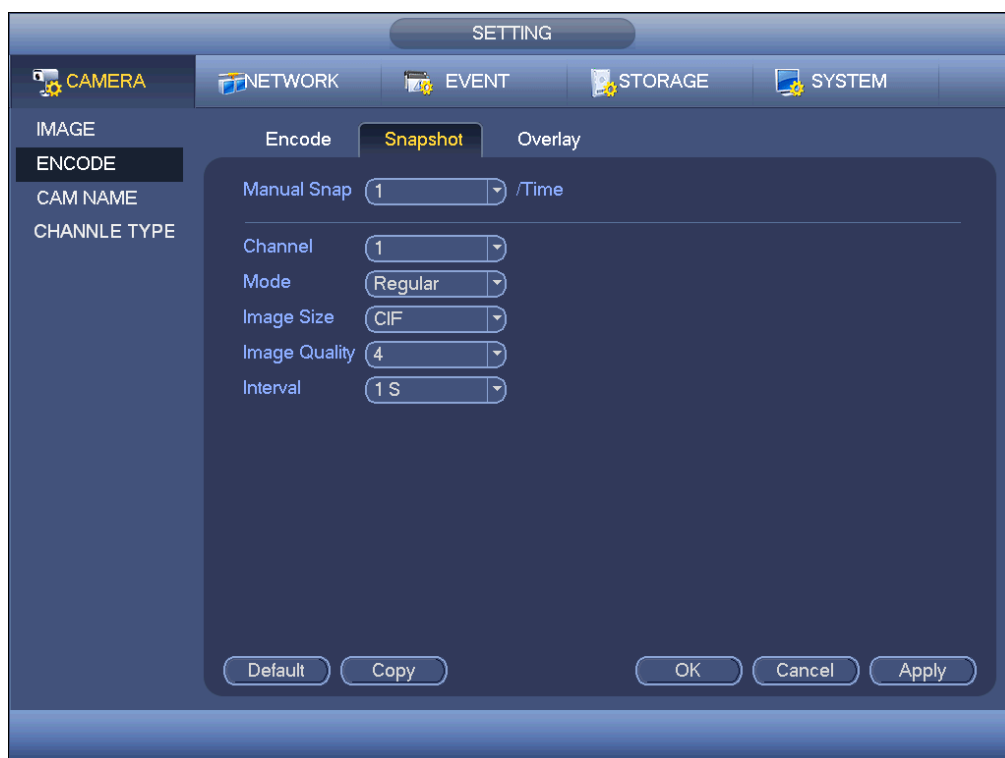 SETTING
CAMERA NETWORK EVENT STORAGE SYSTEM
IMAGE
ENCODE
CAM NAME
CHANNLE TYPE
Encode Snapshot Overlay
Manual Snap 1 /Time
Channel 1
Mode Regular
Image Size CIF
Image Quality 4
Interval 1 S
Default Copy OK Cancel Apply